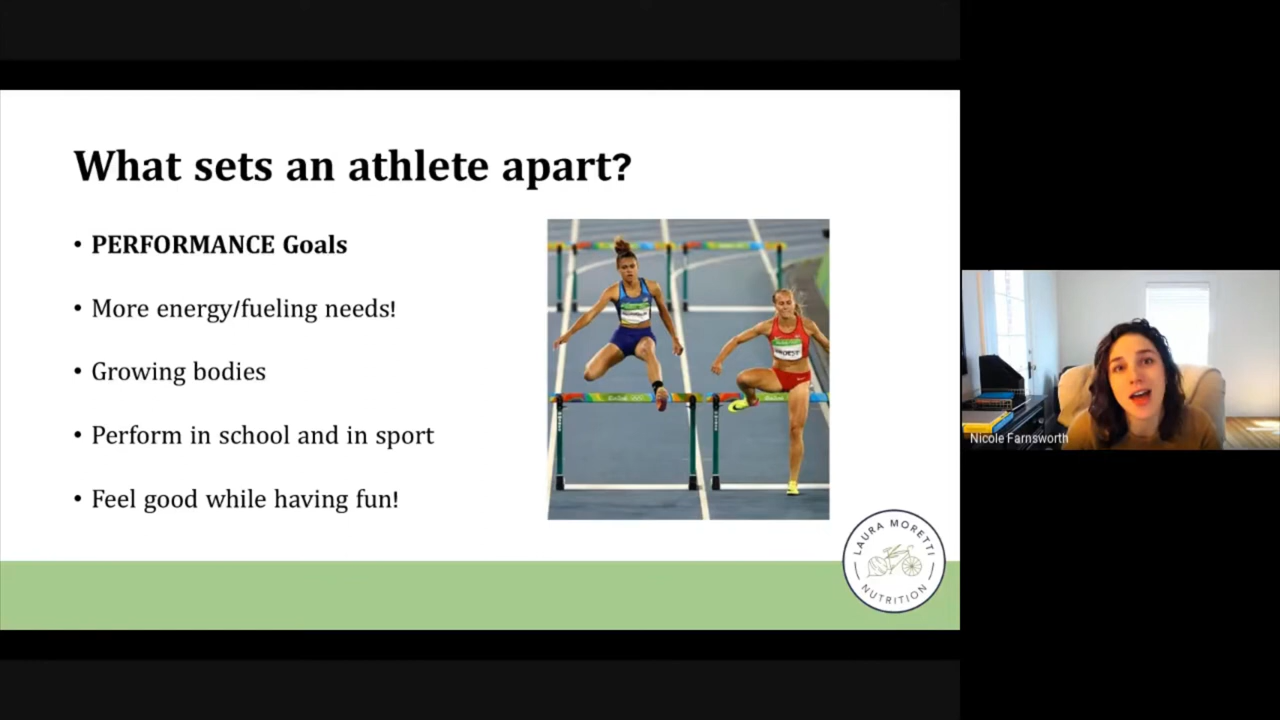 What sets an athlete apart?
• PERFORMANCE Goals
• More energy/fueling needs!
• Growing bodies
• Perform in school and in sport
• Feel good while having fun!
LAURA MORETTI
NUTRITION
Nicole Farnsworth